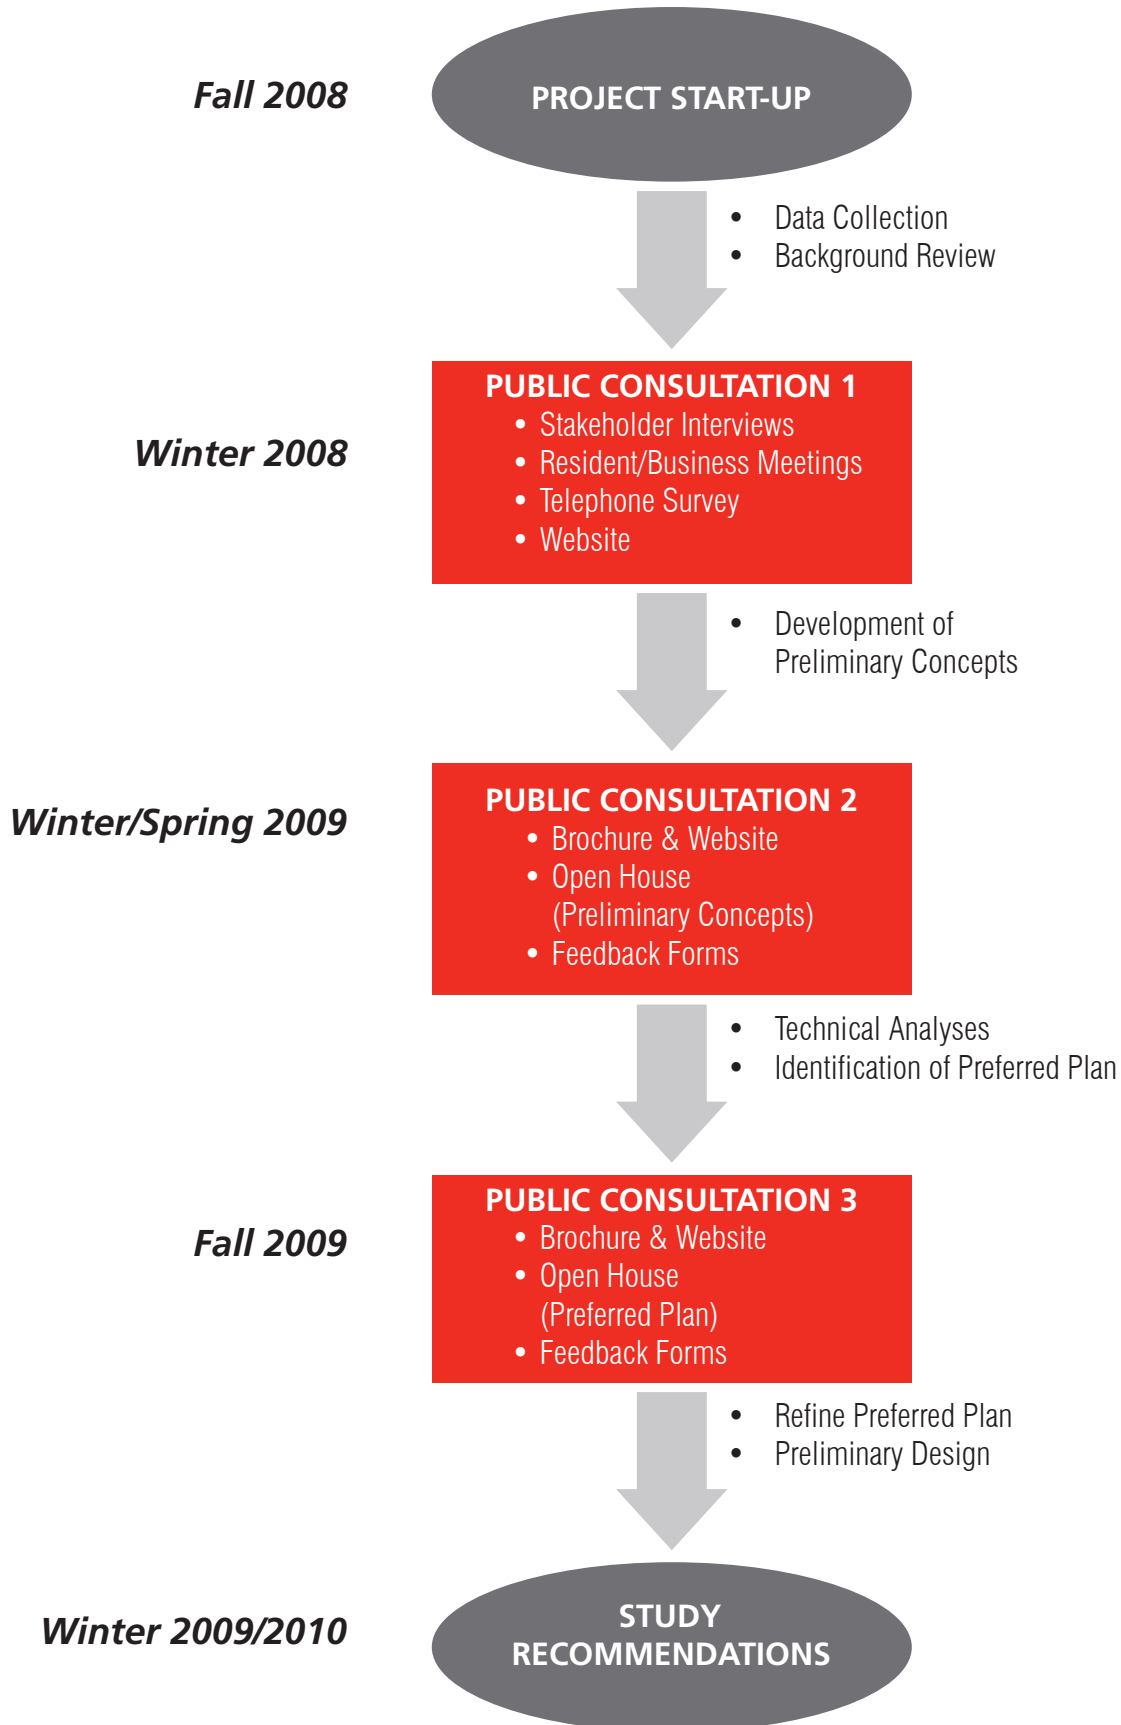 Fall 2008
PROJECT START-UP
• Data Collection
• Background Review
Winter 2008
PUBLIC CONSULTATION 1
• Stakeholder Interviews
• Resident/Business Meetings
• Telephone Survey
• Website
• Development of
Preliminary Concepts
Winter/Spring 2009
PUBLIC CONSULTATION 2
• Brochure & Website
• Open House
(Preliminary Concepts)
• Feedback Forms
• Technical Analyses
• Identification of Preferred Plan
Fall 2009
PUBLIC CONSULTATION 3
• Brochure & Website
• Open House
(Preferred Plan)
• Feedback Forms
• Refine Preferred Plan
• Preliminary Design
Winter 2009/2010
STUDY
RECOMMENDATIONS